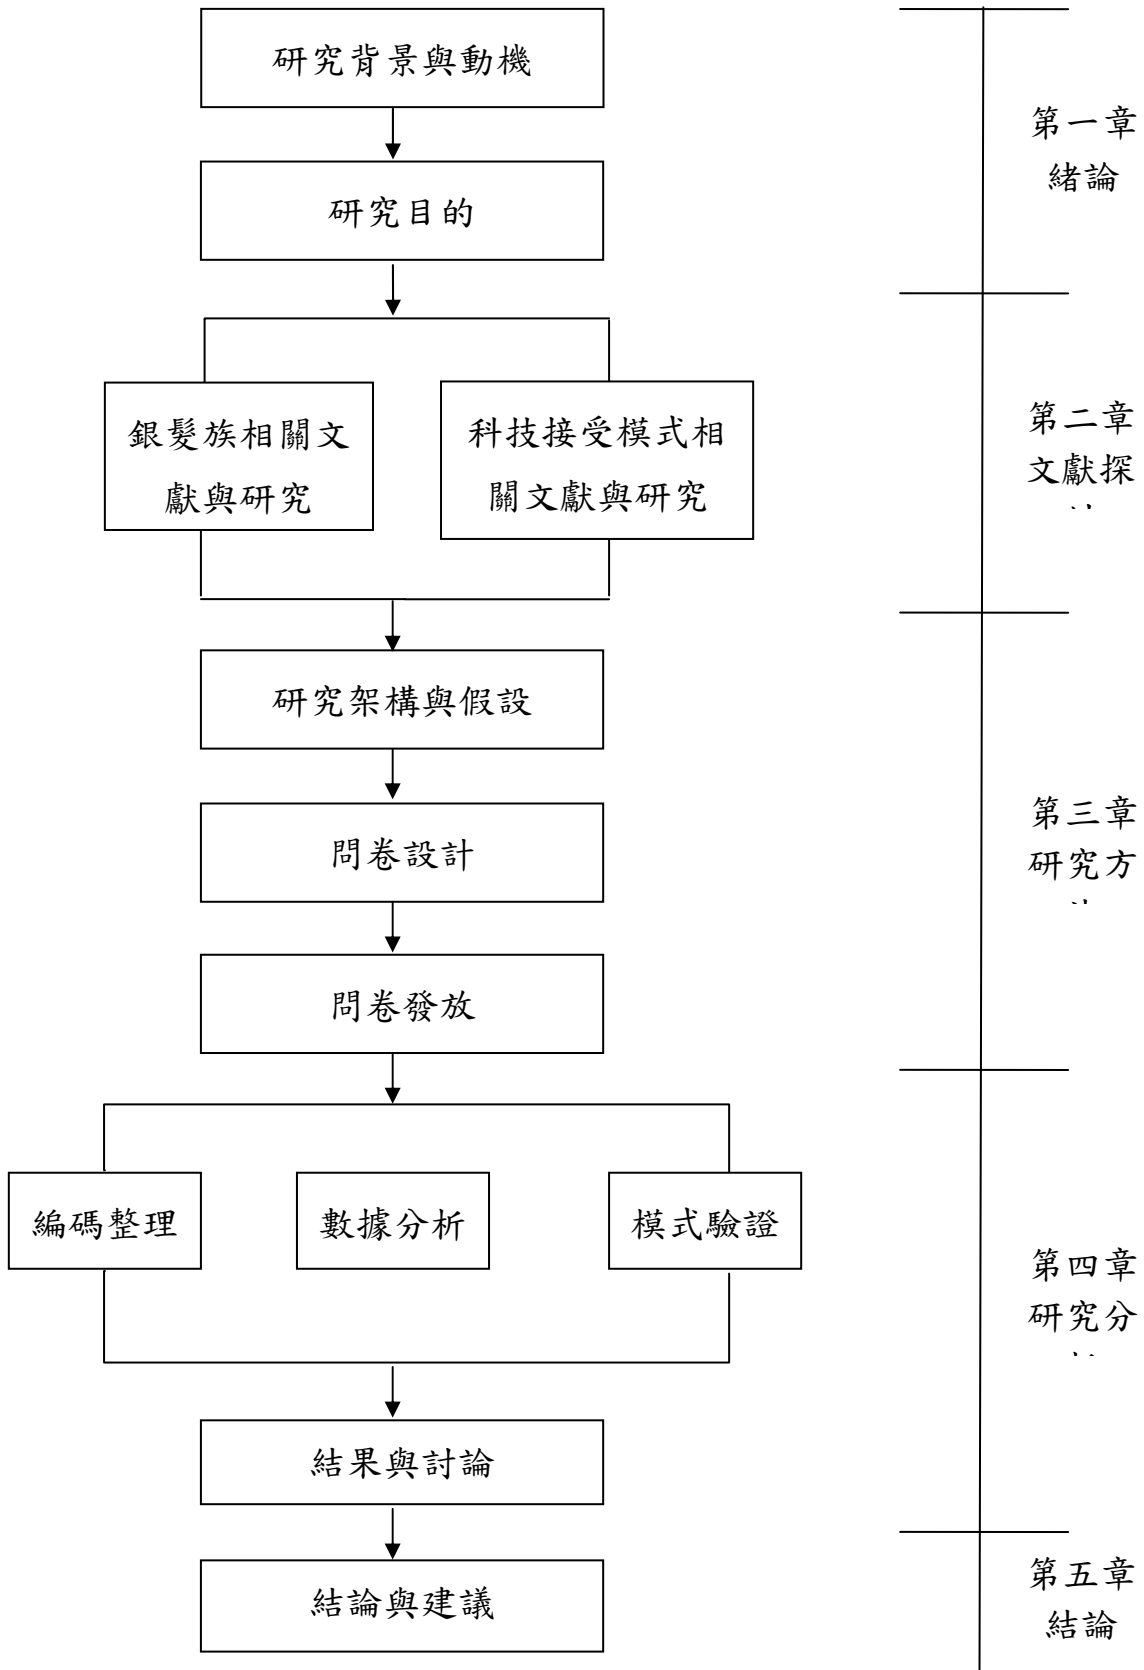 研究背景與動機
研究目的
銀髮族相關文
獻與研究
科技接受模式相
關文獻與研究
研究架構與假設
問卷設計
問卷發放
編碼整理
數據分析
模式驗證
結果與討論
結論與建議
第一章
緒論
第二章
文獻探
第三章
研究方
第四章
研究分
第五章
結論